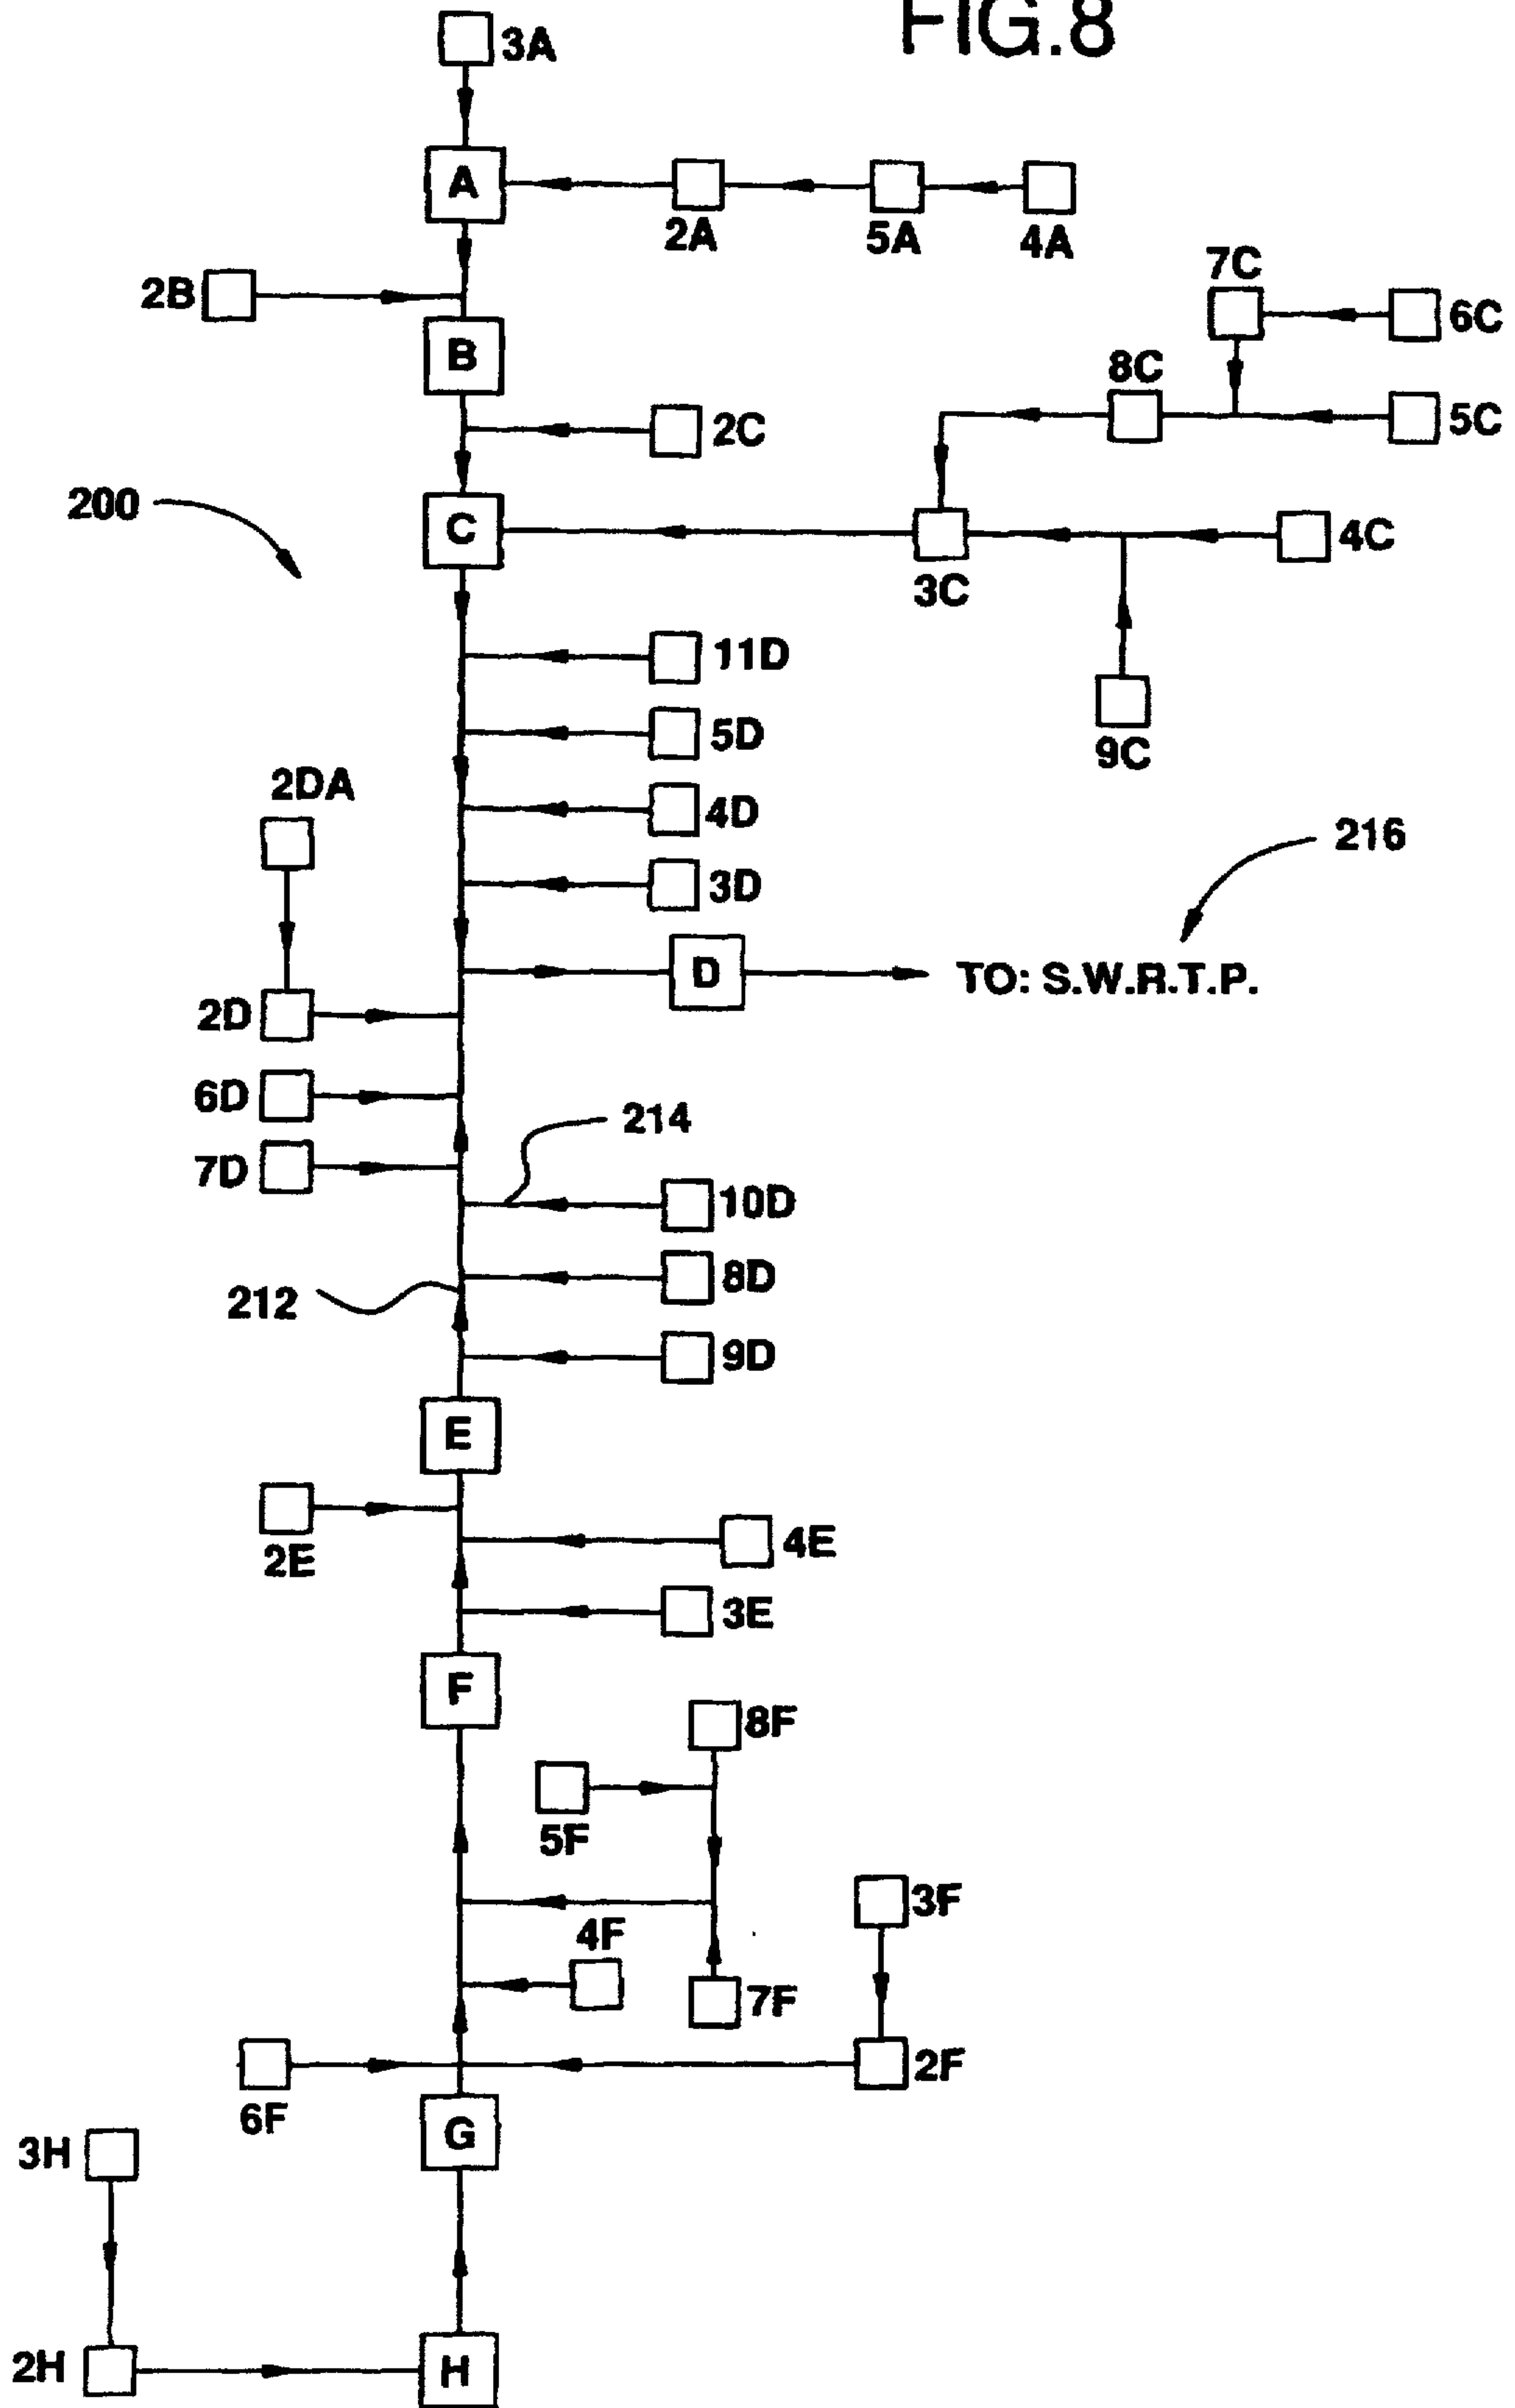 FIG.8
3A
A
2A
5A
4A
2B
7C
6C
B
8C
2C
5C
200
C
3C
4C
11D
5D
9C
2DA
4D
216
3D
D
TO: S.W.R.T.P.
2D
6D
214
7D
10D
8D
212
9D
E
2E
4E
3E
F
8F
5F
3F
4F
7F
2F
6F
G
3H
2H
H